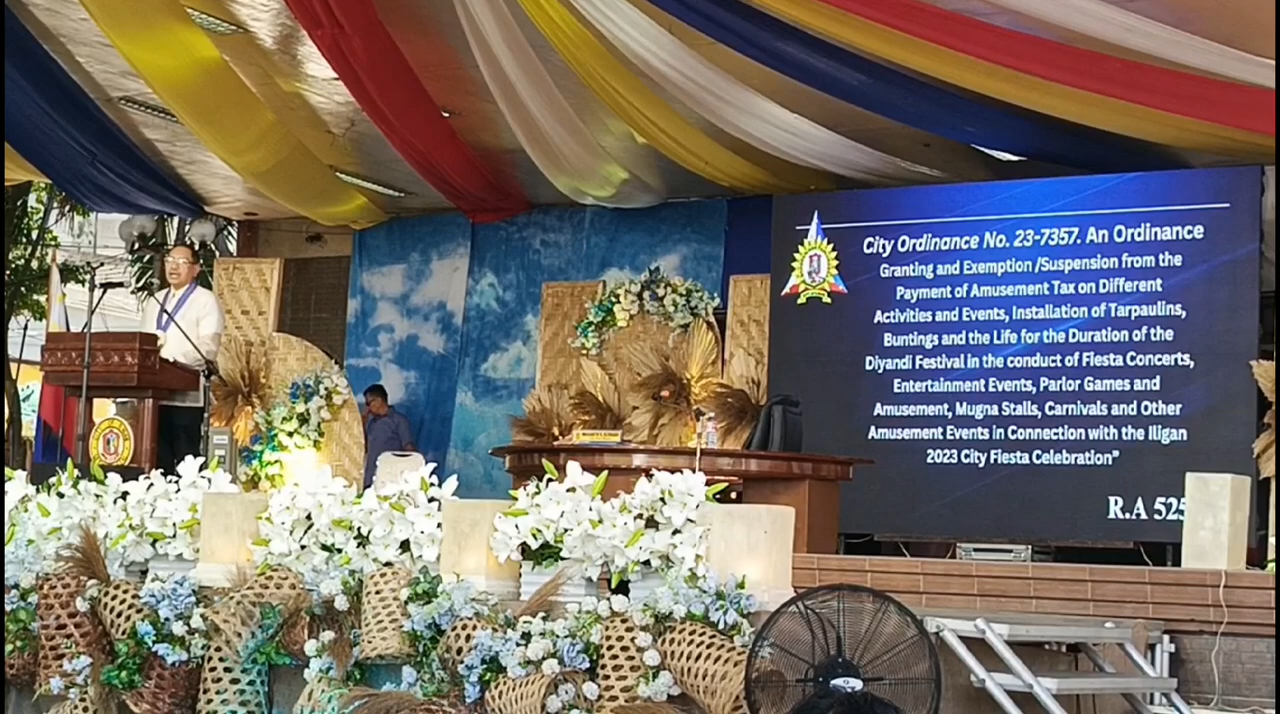 City Ordinance No. 23-7357. An Ordinance
Granting and Exemption /Suspension from the
Payment of Amusement Tax on Different
Activities and Events, Installation of Tarpaulins,
Buntings and the Life for the Duration of the
Diyandi Festival in the conduct of Fiesta Concerts,
Entertainment Events, Parlor Games and
Amusement, Mugna Stalls, Carnivals and Other
Amusement Events in Connection with the Iligan
2023 City Fiesta Celebration”
R.A 525